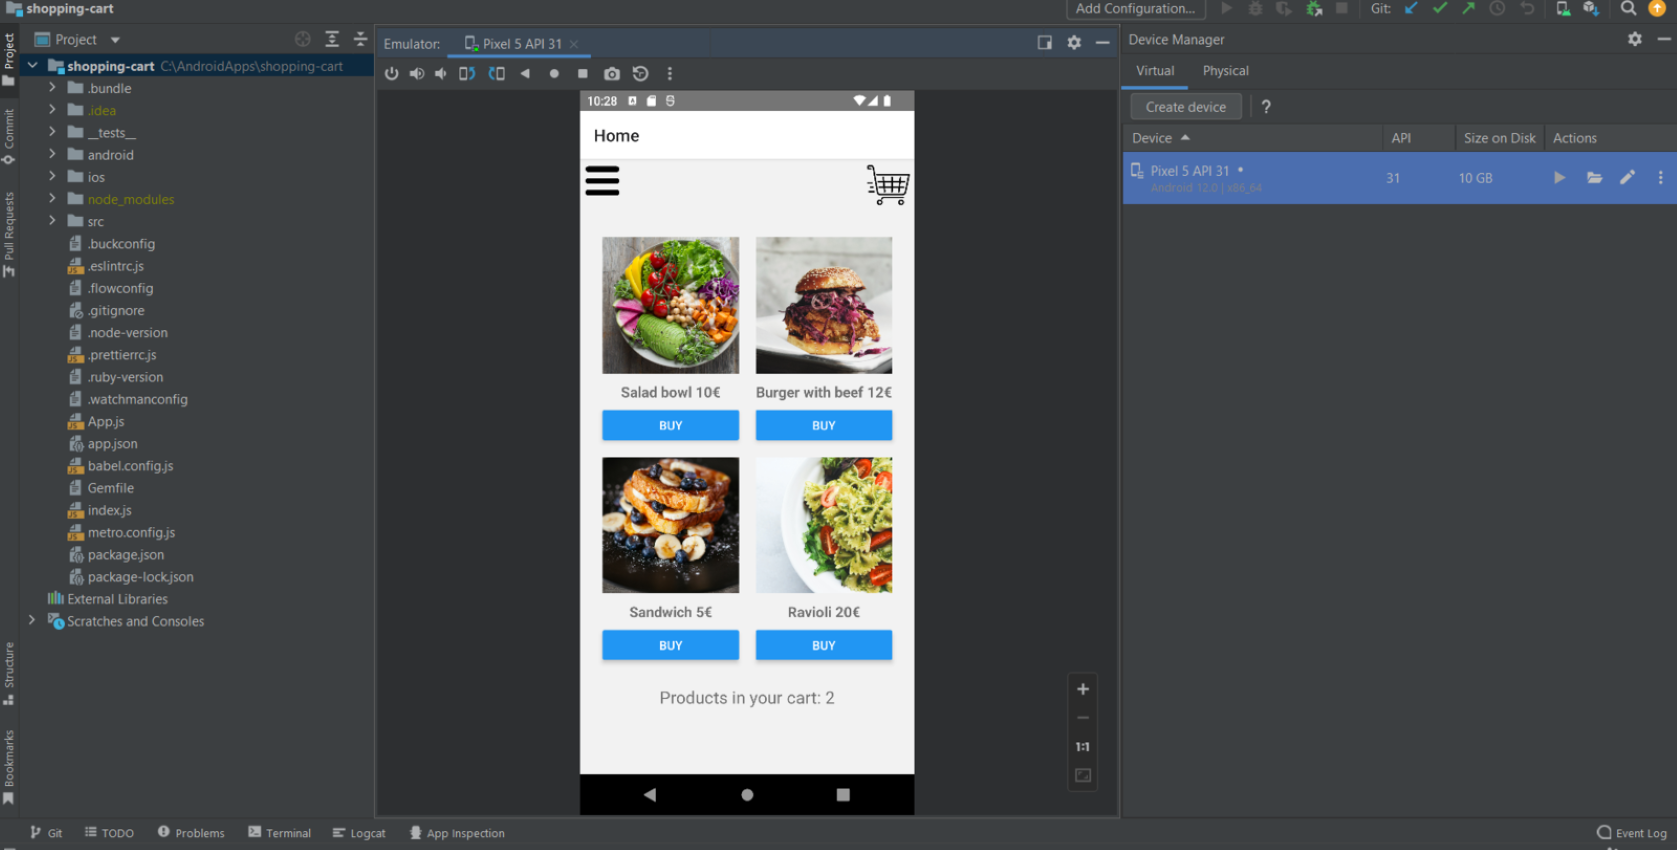 shopping-cart
Add Configuration...
Git:
Project
Emulator: Pixel 5 API 31
Device Manager
shopping-cart C:\AndroidApps\shopping-cart
.bundle
.idea
__tests__
android
ios
node_modules
src
.buckconfig
.eslintrc.js
.flowconfig
.gitignore
.node-version
.prettierrc.js
.ruby-version
.watchmanconfig
App.js
app.json
babel.config.js
Gemfile
index.js
metro.config.js
package.json
package-lock.json
External Libraries
Scratches and Consoles
Project
Commit
Pull Requests
Structure
Bookmarks
10:28
Home
Salad bowl 10€
Burger with beef 12€
BUY
BUY
Sandwich 5€
Ravioli 20€
BUY
BUY
Products in your cart: 2
1:1
Virtual
Physical
Create device
?
Device
API
Size on Disk
Actions
Pixel 5 API 31
31
10 GB
Android 12.0 | x86_64
Git
TODO
Problems
Terminal
Logcat
App Inspection
Event Log